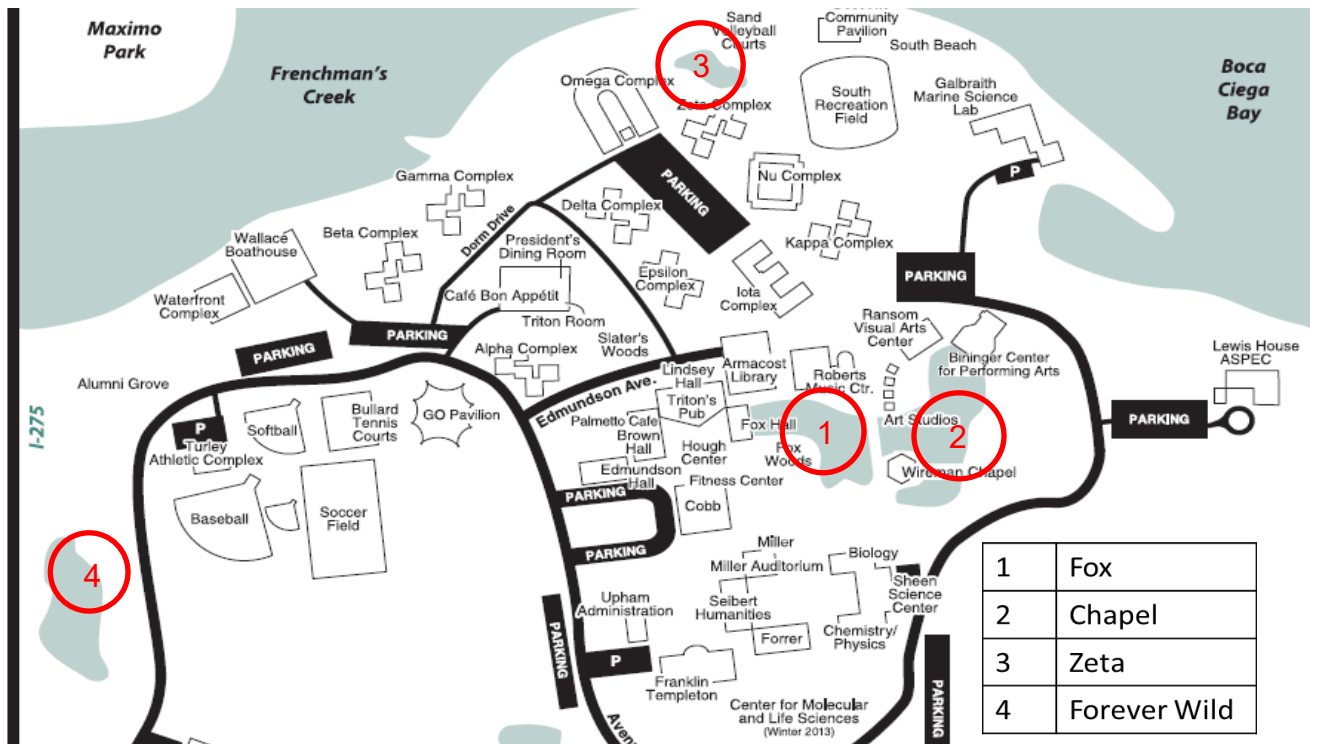 Maximo
Park
Frenchman's
Creek
Sand
Volleyball
Courts
3
Community
Pavilion
South Beach
Boca
Ciega
Bay
Omega Complex
Zeta Complex
South
Recreation
Field
Galbraith
Marine Science
Lab
P
PARKING
Nu Complex
Gamma Complex
Delta Complex
Dorm Drive
Kappa Complex
Wallace
Boathouse
Beta Complex
President's
Dining Room
Epsilon
Complex
Iota
Complex
PARKING
Waterfront
Complex
Café Bon Appétit
Triton Room
PARKING
PARKING
Alpha Complex
Slater's
Woods
Ransom
Visual Arts
Center
Bininger Center
for Performing Arts
Lewis House
ASPEC
Alumni Grove
Edmundson Ave.
Lindsey
Hall
Armacost
Library
Roberts
Music Ctr.
I-275
P
Turley
Athletic Complex
Softball
Bullard
Tennis
Courts
GO Pavilion
Triton's
Pub
Palmetto Cafe
Brown
Hall
Fox Hall
Fox
Woods
1
Art Studios
2
PARKING
Hough
Center
Edmundson
Hall
Fitness Center
Wireman Chapel
Baseball
Soccer
Field
PARKING
Cobb
PARKING
4
Miller
Miller Auditorium
Biology
Sheen
Science
Center
Upham
Administration
Seibert
Humanities
Forrer
Chemistry/
Physics
PARKING
P
Franklin
Templeton
PARKING
Center for Molecular
and Life Sciences
(Winter 2013)
1 Fox
2 Chapel
3 Zeta
4 Forever Wild